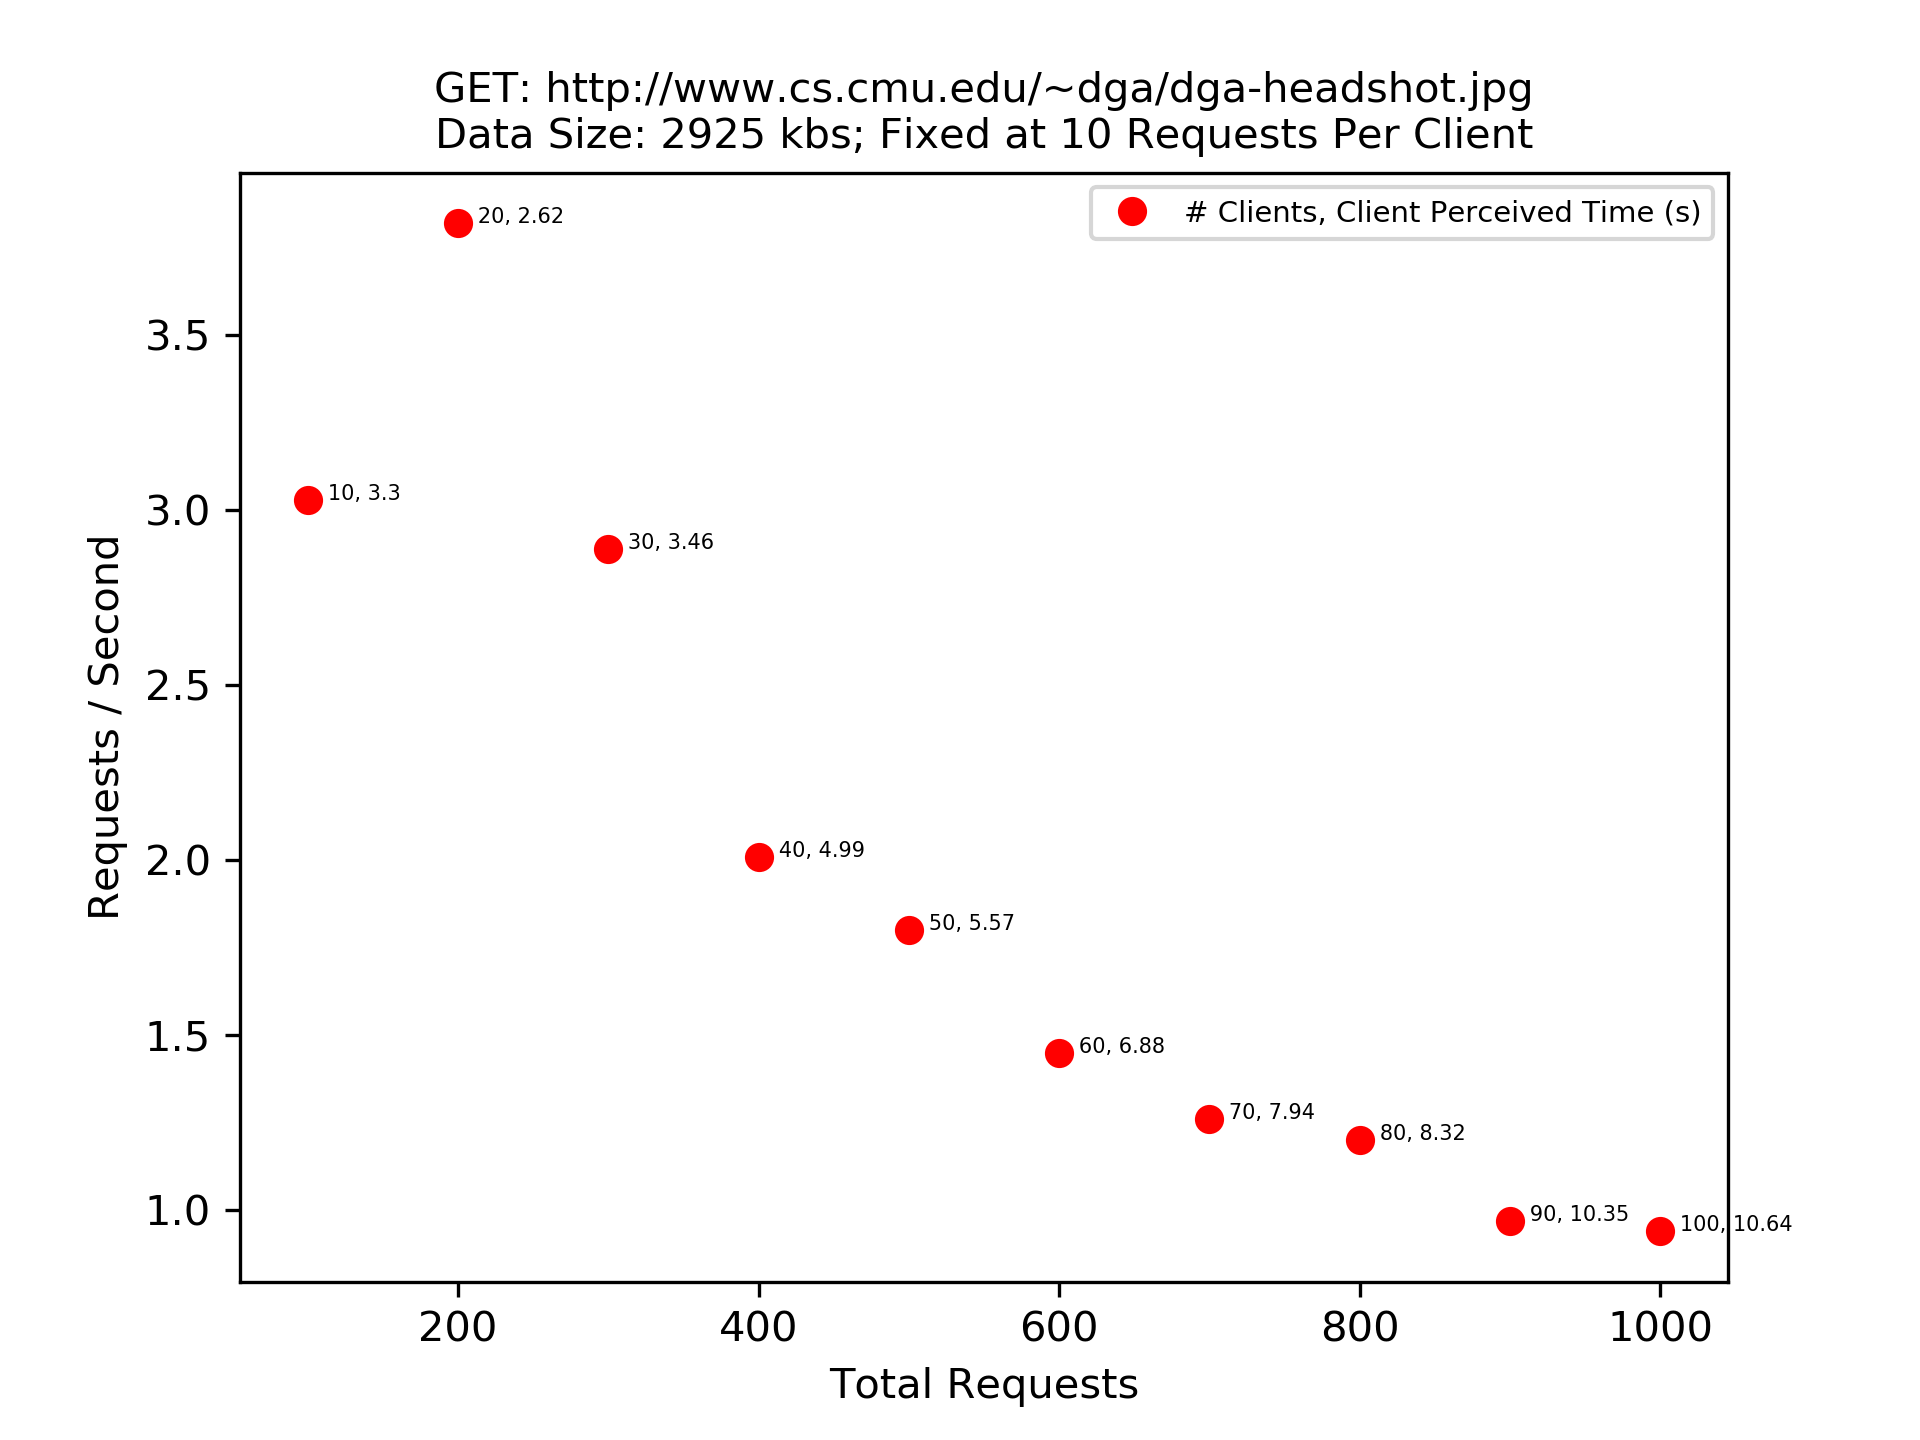 GET: http://www.cs.cmu.edu/~dga/dga-headshot.jpg
Data Size: 2925 kbs; Fixed at 10 Requests Per Client
# Clients, Client Perceived Time (s)
20, 2.62
10, 3.3
30, 3.46
40, 4.99
50, 5.57
60, 6.88
70, 7.94
80, 8.32
90, 10.35
100, 10.64
Requests / Second
3.5
3.0
2.5
2.0
1.5
1.0
200 400 600 800 1000
Total Requests